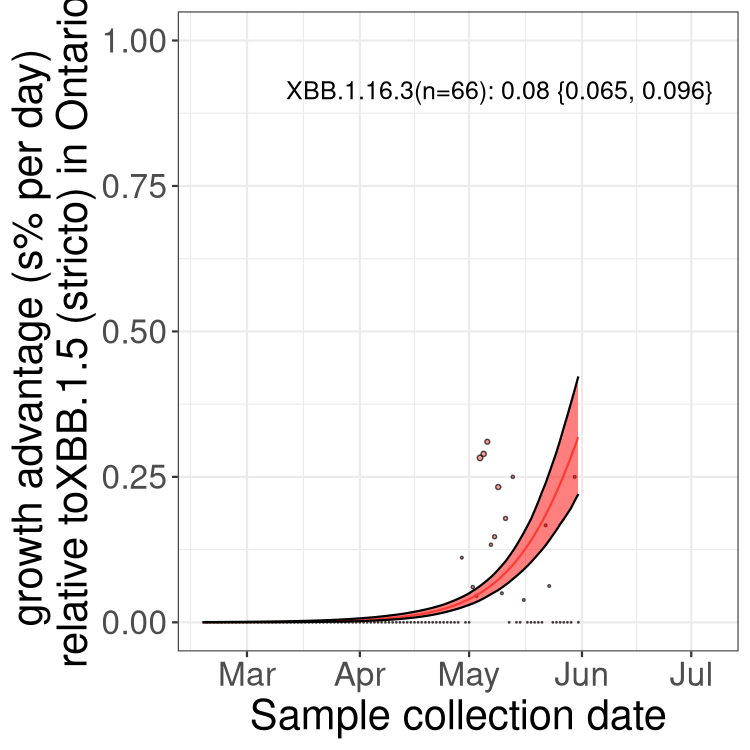 growth advantage (s% per day)
relative toXBB.1.5 (stricto) in Ontario
1.00
0.75
0.50
0.25
0.00
XBB.1.16.3(n=66): 0.08 {0.065, 0.096}
Mar Apr May Jun Jul
Sample collection date